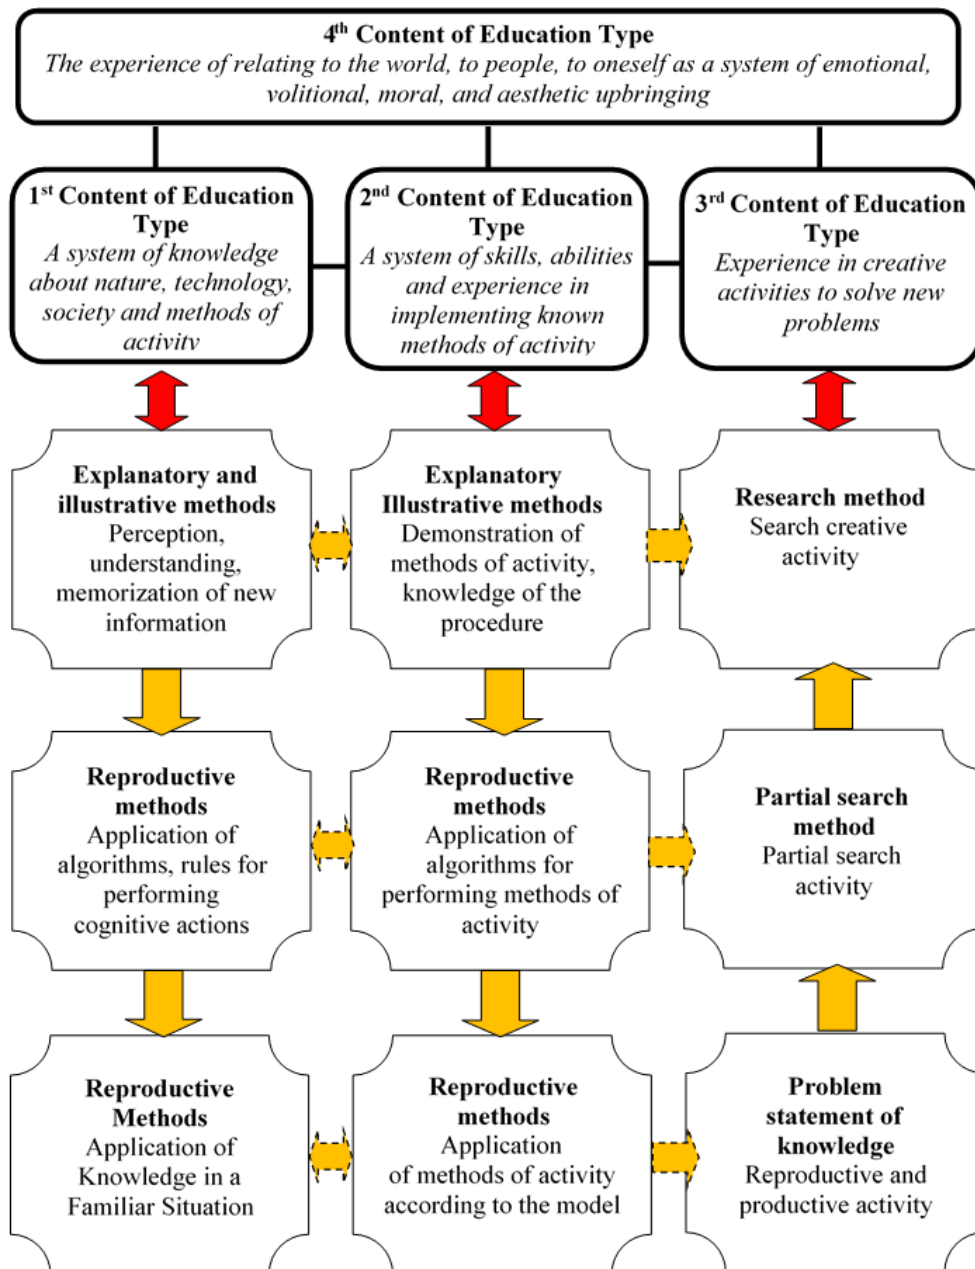 4th Content of Education Type
The experience of relating to the world, to people, to oneself as a system of emotional,
volitional, moral, and aesthetic upbringing
1st Content of Education
Type
A system of knowledge
about nature, technology,
society and methods of
activity
2nd Content of Education
Type
A system of skills, abilities
and experience in
implementing known
methods of activity
3rd Content of Education
Type
Experience in creative
activities to solve new
problems
Explanatory and
illustrative methods
Perception,
understanding,
memorization of new
information
Explanatory
Illustrative methods
Demonstration of
methods of activity,
knowledge of the
procedure
Research method
Search creative
activity
Reproductive
methods
Application of
algorithms, rules for
performing
cognitive actions
Reproductive
methods
Application of
algorithms for
performing methods of
activity
Partial search
method
Partial search
activity
Reproductive
Methods
Application of
Knowledge in a
Familiar Situation
Reproductive
methods
Application
of methods of activity
according to the model
Problem
statement of
knowledge
Reproductive and
productive activity